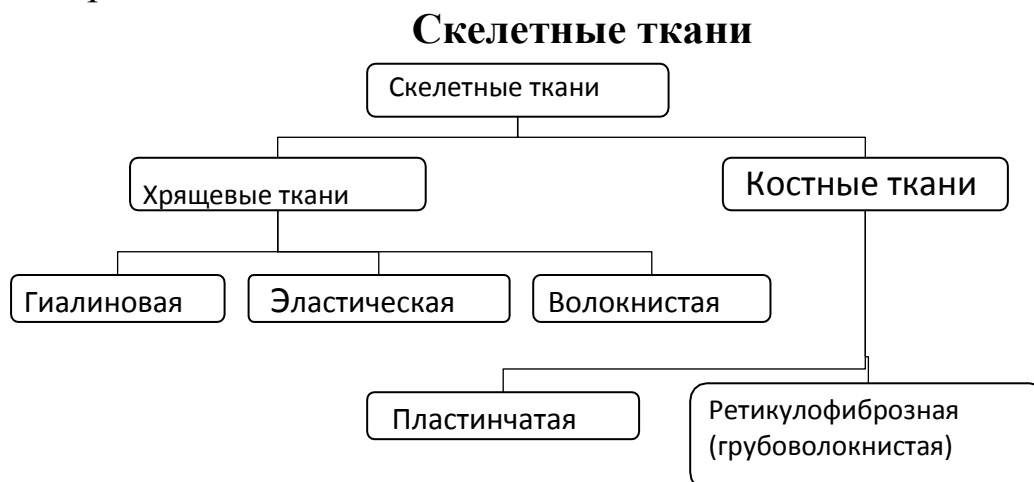 Скелетные ткани
Скелетные ткани
Хрящевые ткани
Костные ткани
Гиалиновая
Эластическая
Волокнистая
Пластинчатая
Ретикулофиброзная
(грубоволокнистая)